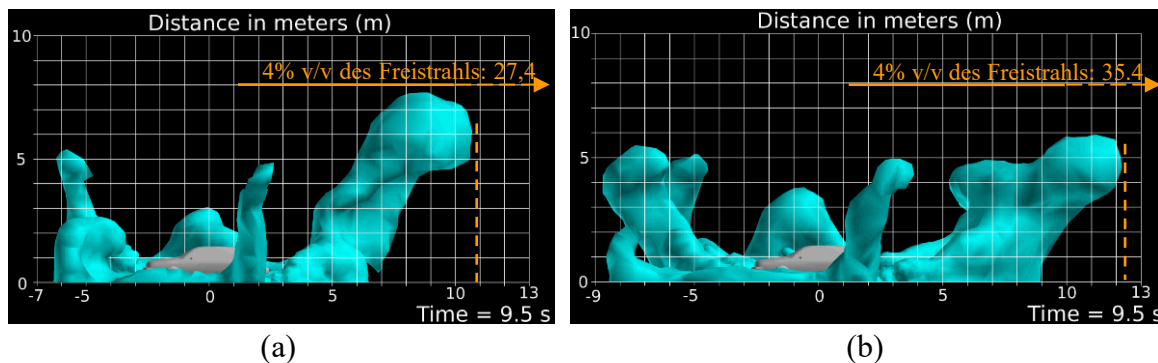 Distance in meters (m)
10
5
0
4% v/v des Freistrahls: 27,4
-7 -5 0 5 10 13
Time = 9.5 s
(a)
Distance in meters (m)
10
5
0
4% v/v des Freistrahls: 35.4
-9 -5 0 5 10 13
Time = 9.5 s
(b)